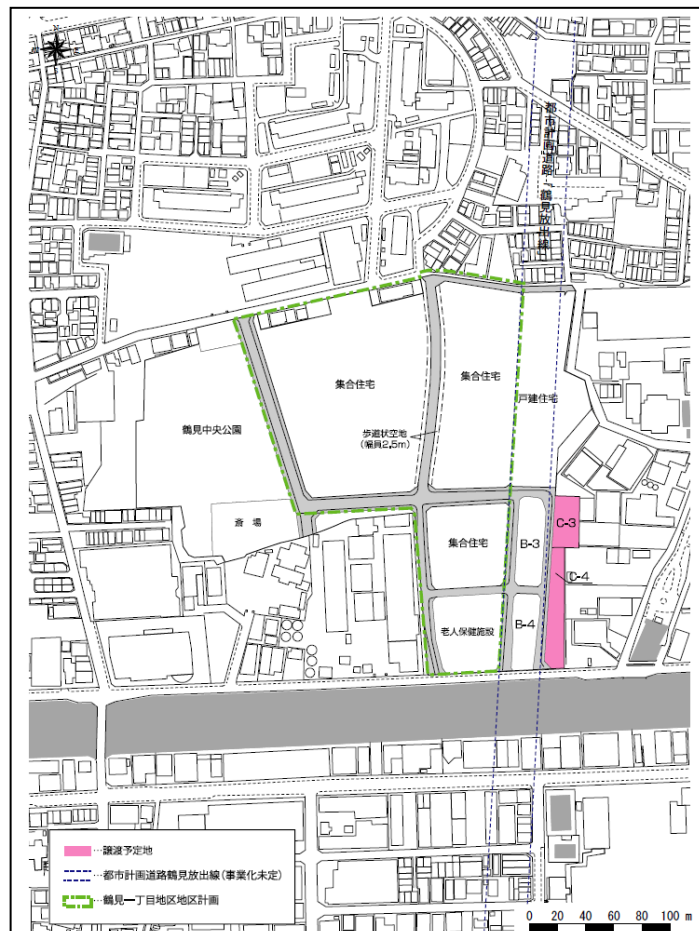 都市計画道路 鶴見放出線
集合住宅
集合住宅
戸建住宅
鶴見中央公園
歩道状空地
(幅員2.5m)
斎 場
集合住宅
B-3
C-3
C-4
老人保健施設
B-4
…譲渡予定地
…都市計画道路鶴見放出線(事業化未定)
…鶴見一丁目地区地区計画
0 20 40 60 80 100 m